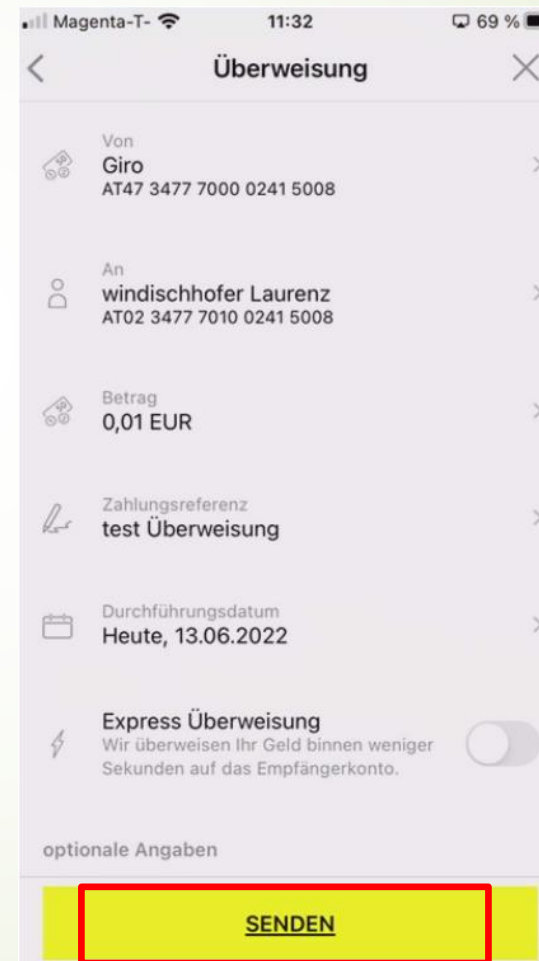 Magenta-T- 11:32 69 %
Überweisung
Von
Giro
AT47 3477 7000 0241 5008
An
windischhofer Laurenz
AT02 3477 7010 0241 5008
Betrag
0,01 EUR
Zahlungsreferenz
test Überweisung
Durchführungsdatum
Heute, 13.06.2022
Express Überweisung
Wir überweisen Ihr Geld binnen weniger
Sekunden auf das Empfängerkonto.
optionale Angaben
SENDEN